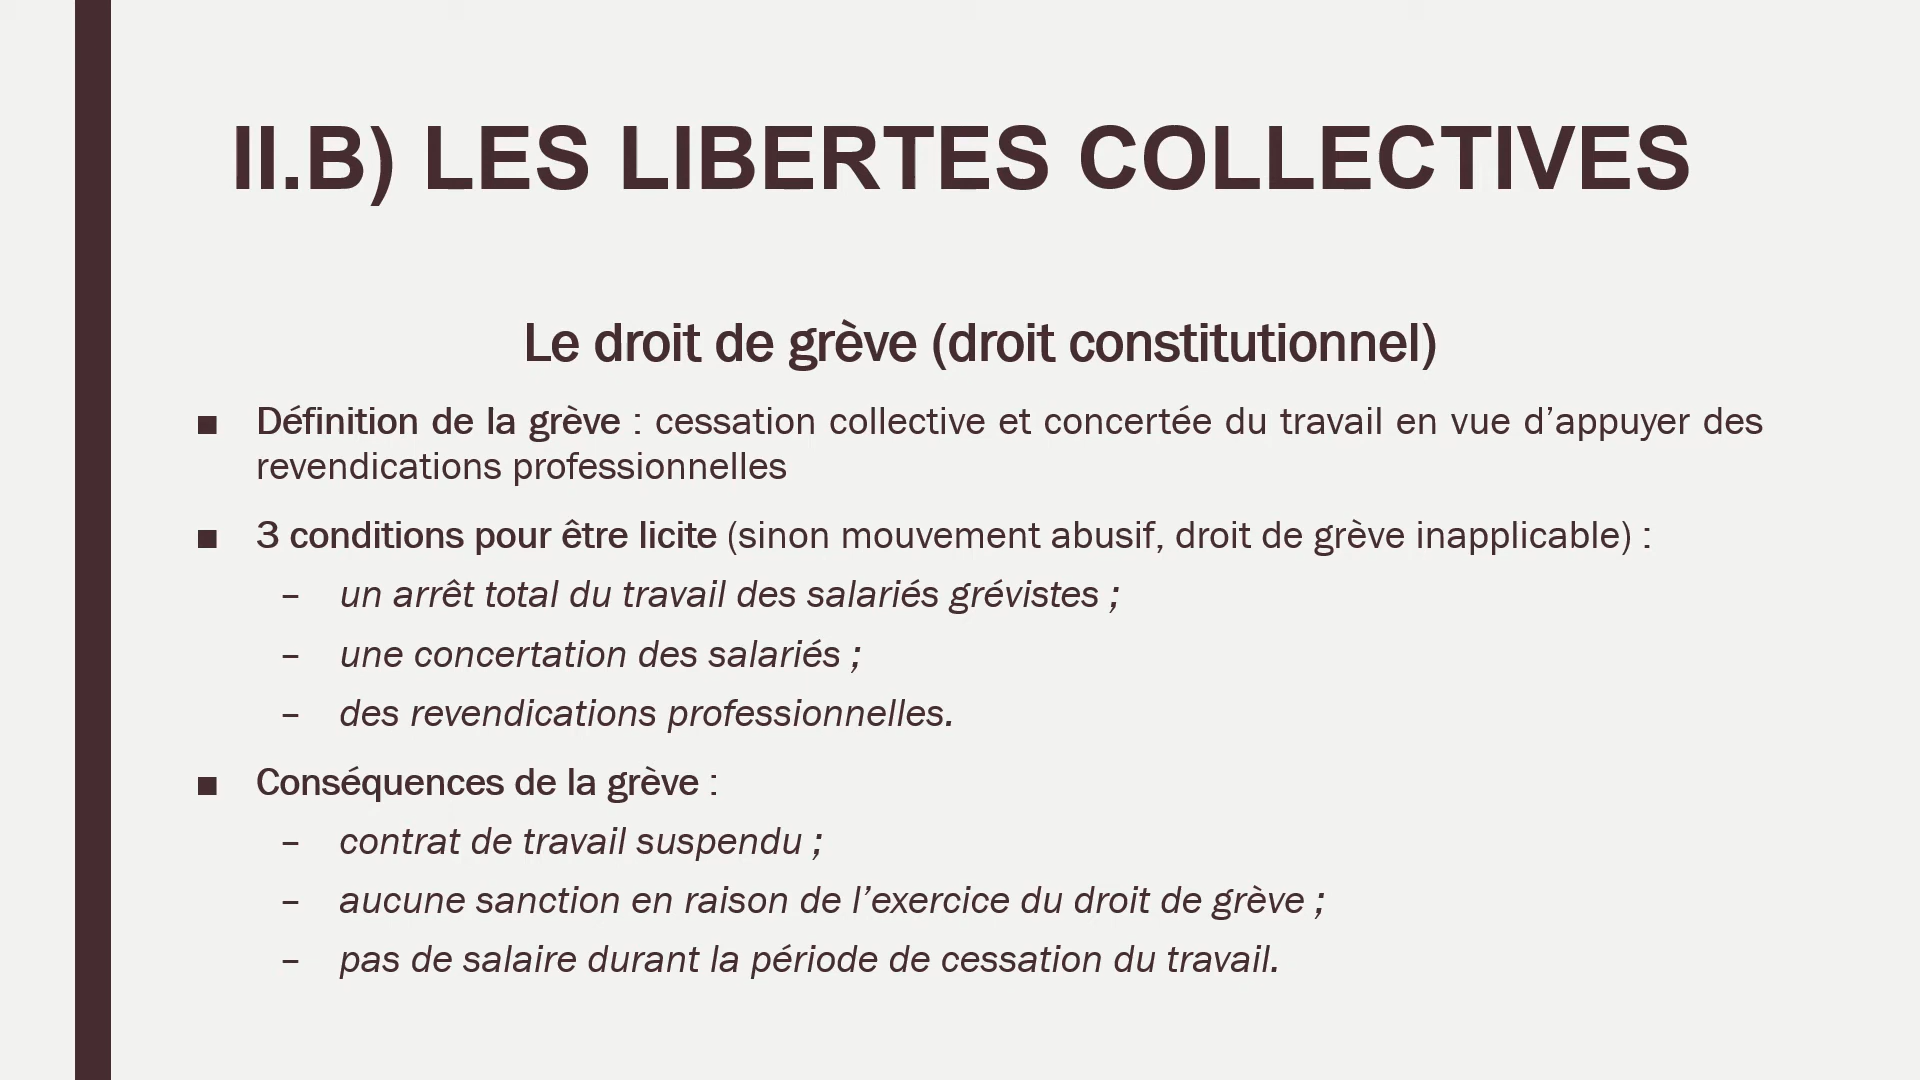 II.B) LES LIBERTES COLLECTIVES
Le droit de grève (droit constitutionnel)
■ Définition de la grève : cessation collective et concertée du travail en vue d’appuyer des
revendications professionnelles
■ 3 conditions pour être licite (sinon mouvement abusif, droit de grève inapplicable) :
– un arrêt total du travail des salariés grévistes ;
– une concertation des salariés ;
– des revendications professionnelles.
■ Conséquences de la grève :
– contrat de travail suspendu ;
– aucune sanction en raison de l’exercice du droit de grève ;
– pas de salaire durant la période de cessation du travail.